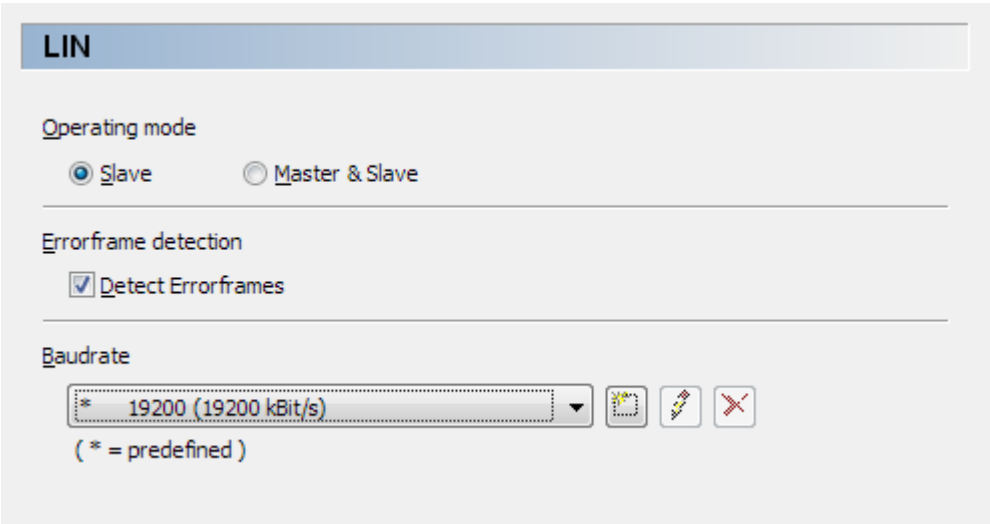 LIN
Operating mode
Slave Master & Slave
Errorframe detection
Detect Errorframes
Baudrate
* 19200 (19200 kBit/s)
( * = predefined )